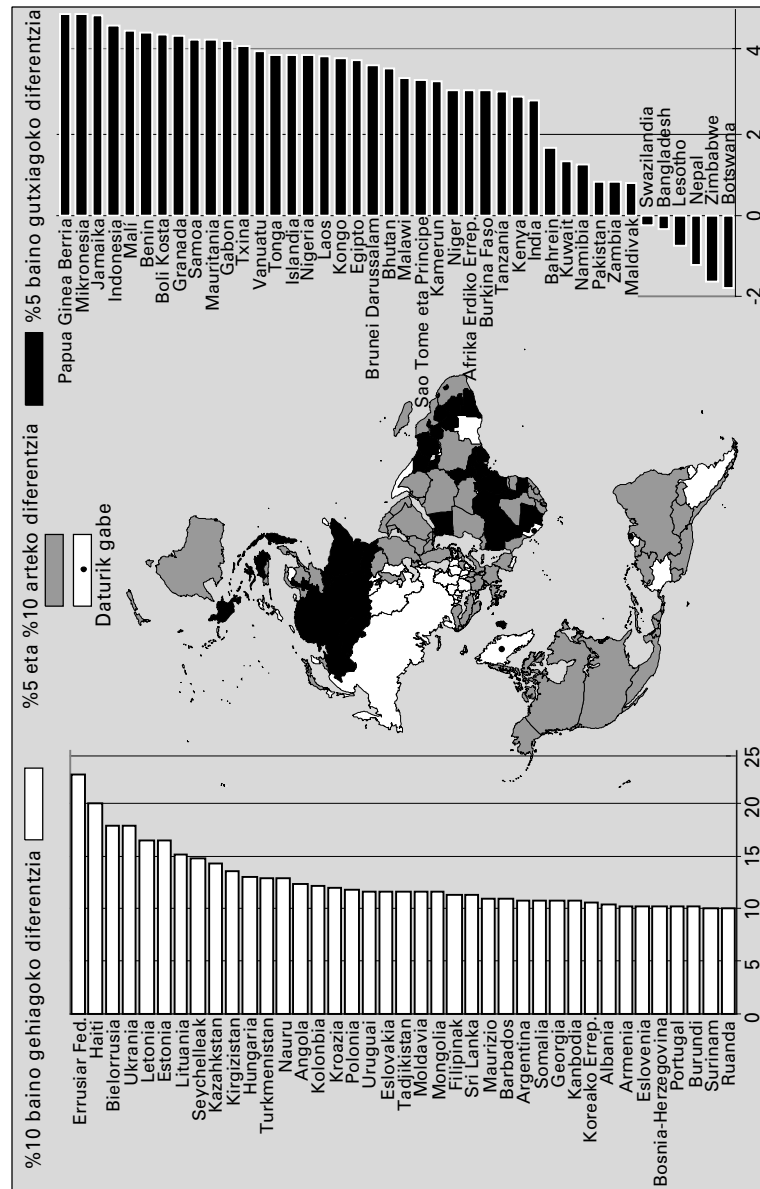 %10 baino gehiagoko diferentzia
%5 eta %10 arteko diferentzia
Daturik gabe
%5 baino gutxiagoko diferentzia
Errusiar Fed.
Haiti
Bielorrusia
Ukrania
Letonia
Estonia
Lituania
Seychelleak
Kazahkstan
Kirgizistan
Hungaria
Turkmenistan
Nauru
Angola
Kolonbia
Kroazia
Polonia
Uruguai
Eslovakia
Tadjikistan
Moldavia
Mongolia
Filipinak
Sri Lanka
Maurizio
Barbados
Argentina
Somalia
Georgia
Kanbodia
Koreako Errep.
Albania
Armenia
Eslovenia
Bosnia-Herzegovina
Portugal
Burundi
Surinam
Ruanda
0 5 10 15 20 25
Papua Ginea Berria
Mikronesia
Jamaika
Indonesia
Mali
Benin
Boli Kosta
Granada
Samoa
Mauritania
Gabon
Txina
Vanuatu
Tonga
Islandia
Nigeria
Laos
Kongo
Egipto
Brunei Darussalam
Bhutan
Malawi
Sao Tome eta Principe
Kamerun
Niger
Afrika Erdiko Errep.
Burkina Faso
Tanzania
Kenya
India
Bahrein
Kuwait
Namibia
Pakistan
Zambia
Maldivak
Swazilandia
Bangladesh
Lesotho
Nepal
Zimbabwe
Botswana
-2 0 2 4